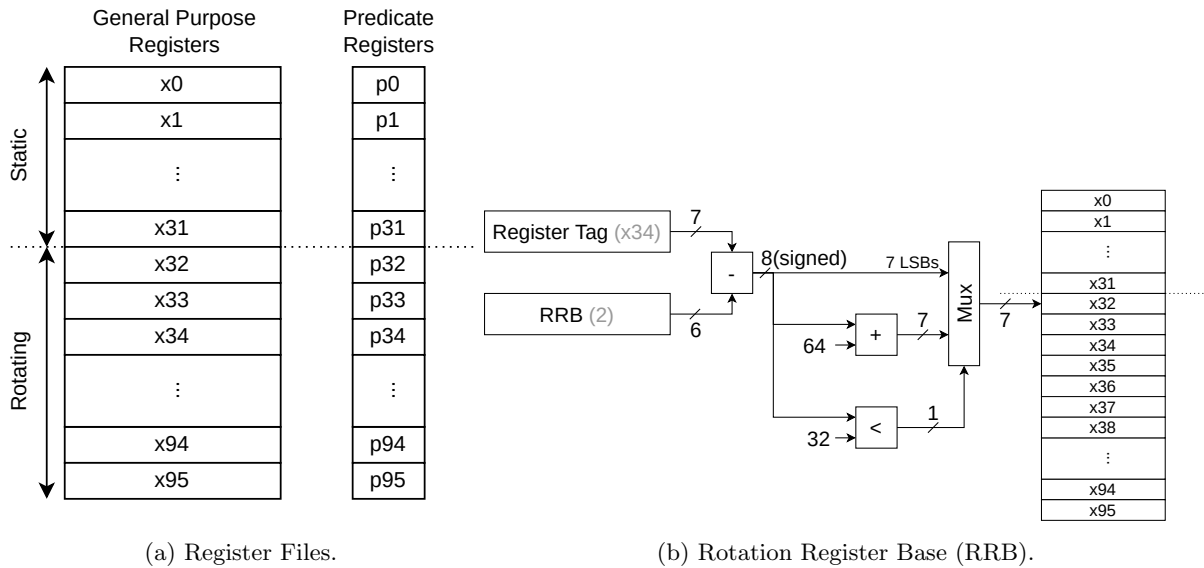 General Purpose
Registers
Predicate
Registers
Static
Rotating
x0
x1
⋮
x31
x32
x33
x34
⋮
x94
x95
p0
p1
⋮
p31
p32
p33
p34
⋮
p94
p95
(a) Register Files.
Register Tag (x34)
7
RRB (2)
6
-
8(signed)
7 LSBs
64
+
7
32
<
1
Mux
7
x0
x1
⋮
x31
x32
x33
x34
x35
x36
x37
x38
⋮
x94
x95
(b) Rotation Register Base (RRB).